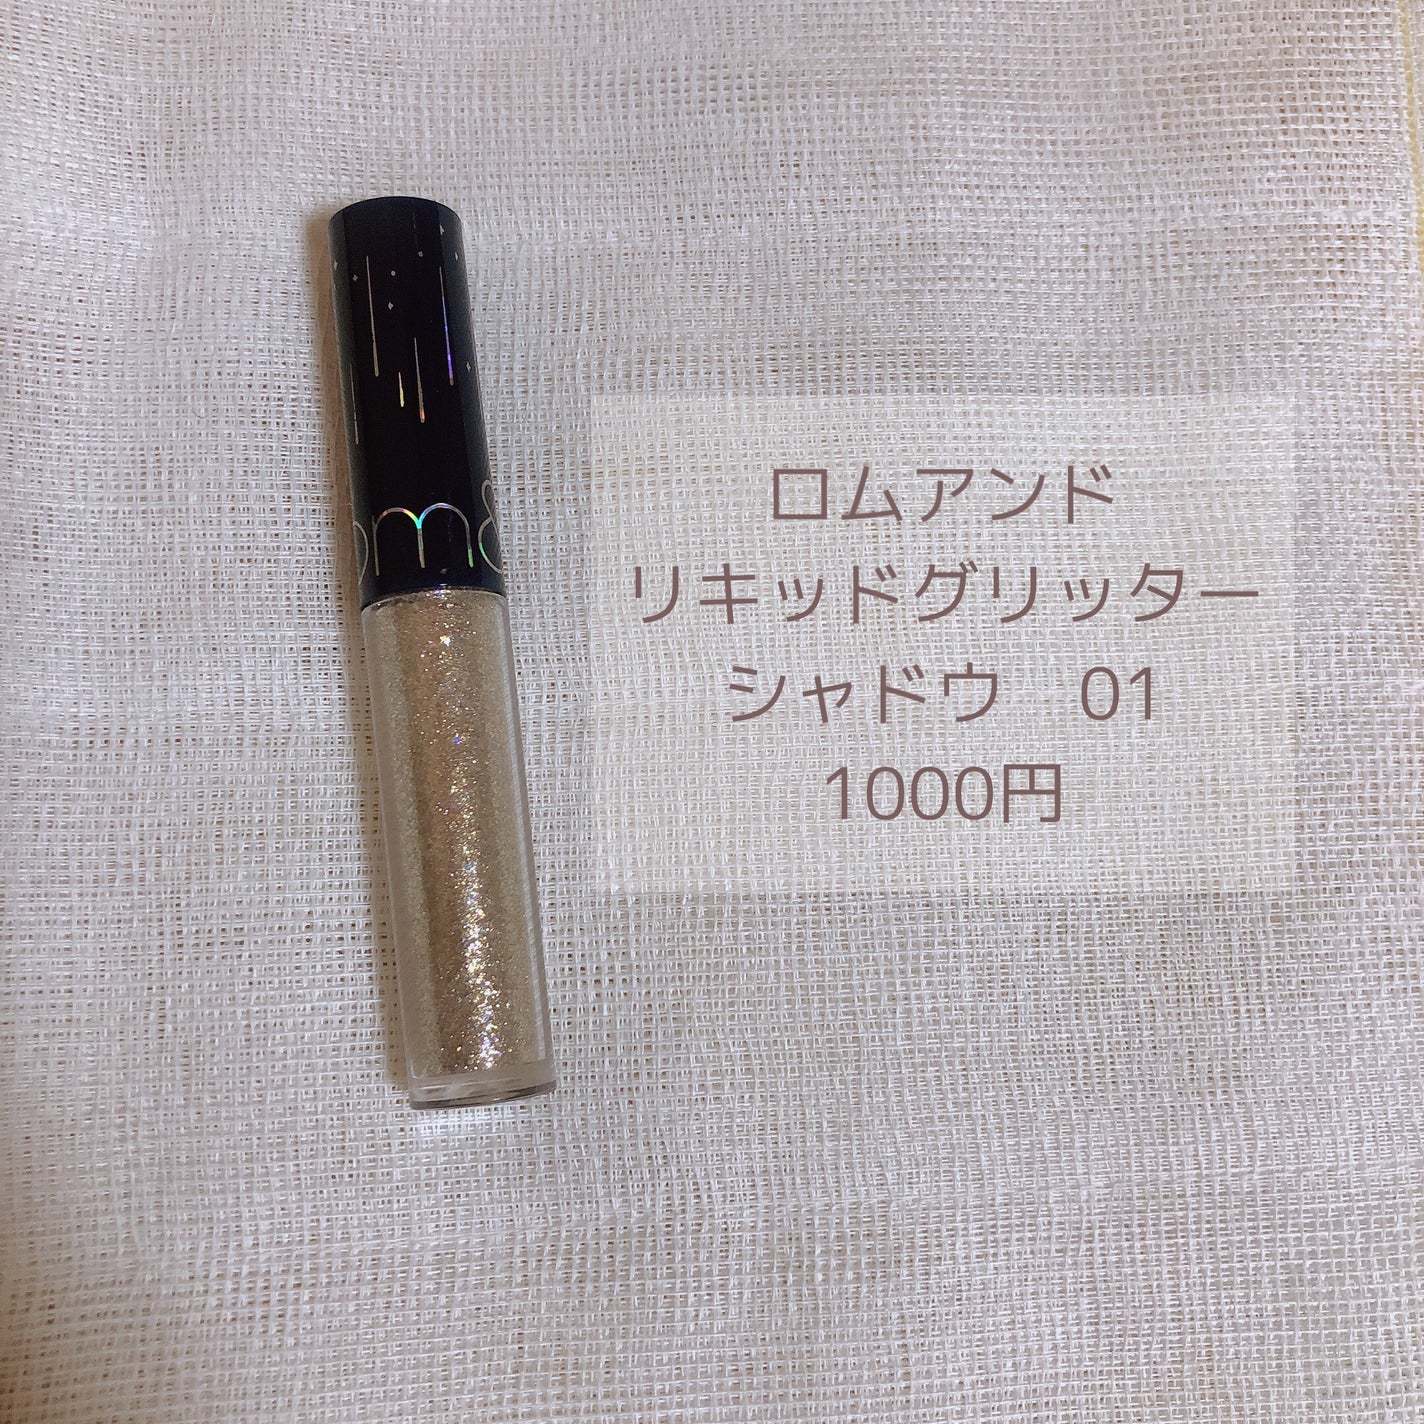 om&
ロムアンド
リキッドグリッター
シャドウ 01
1000円